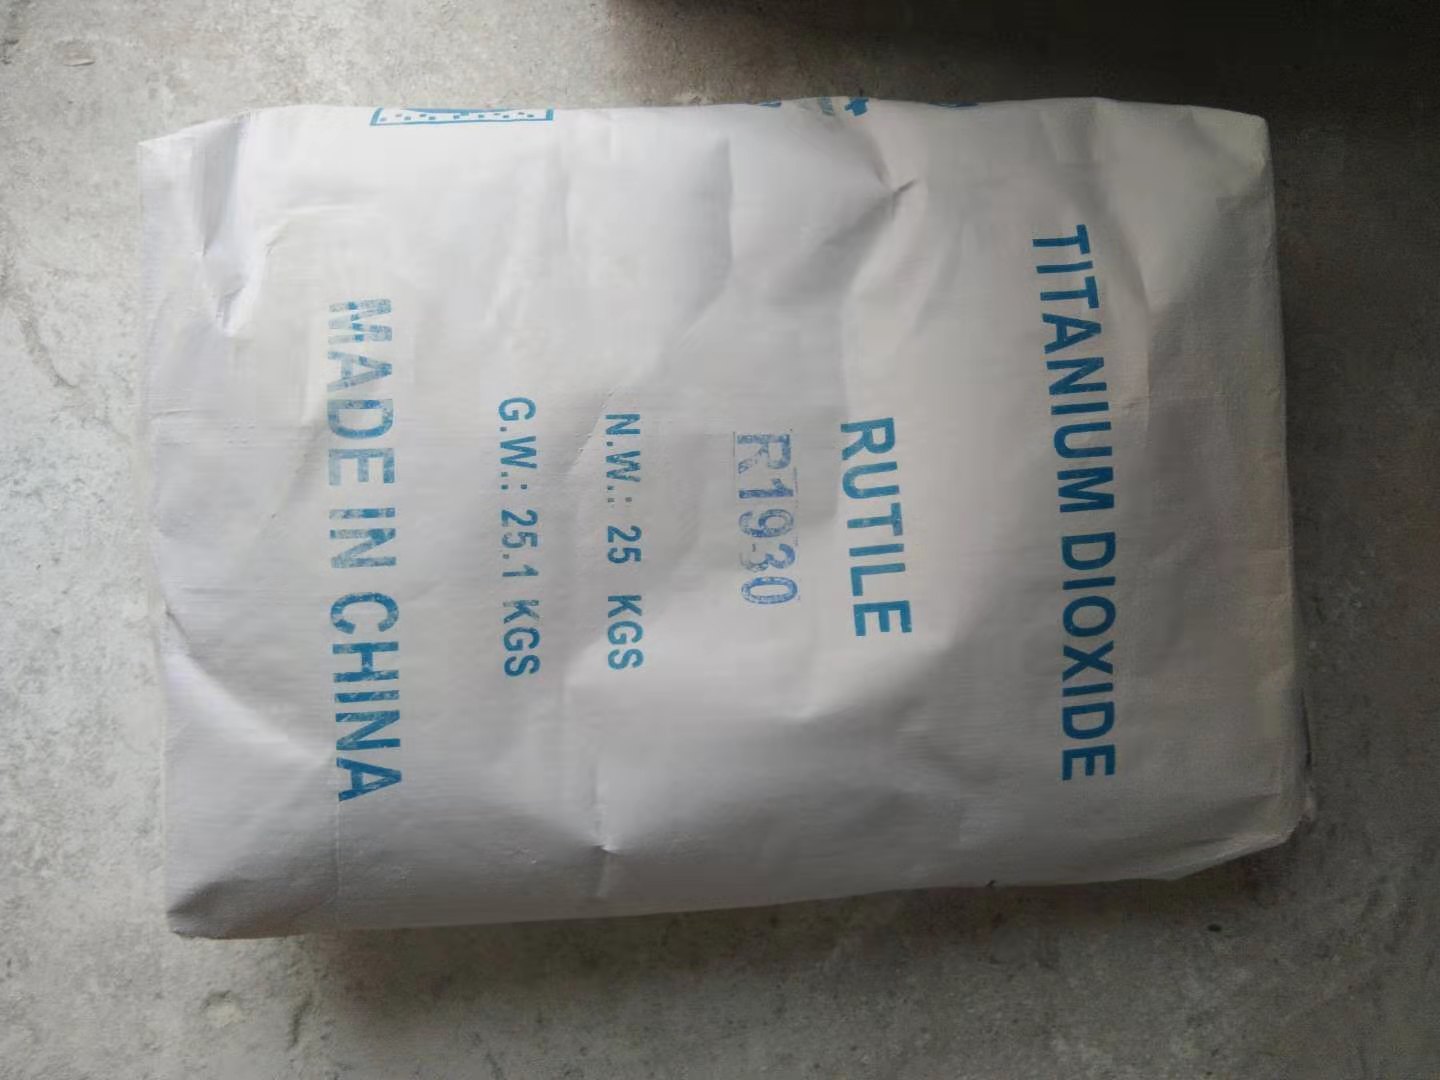 TITANIUM DIOXIDE
RUTILE
R1930
N.W.: 25 KGS
G.W.: 25.1 KGS
MADE IN CHINA